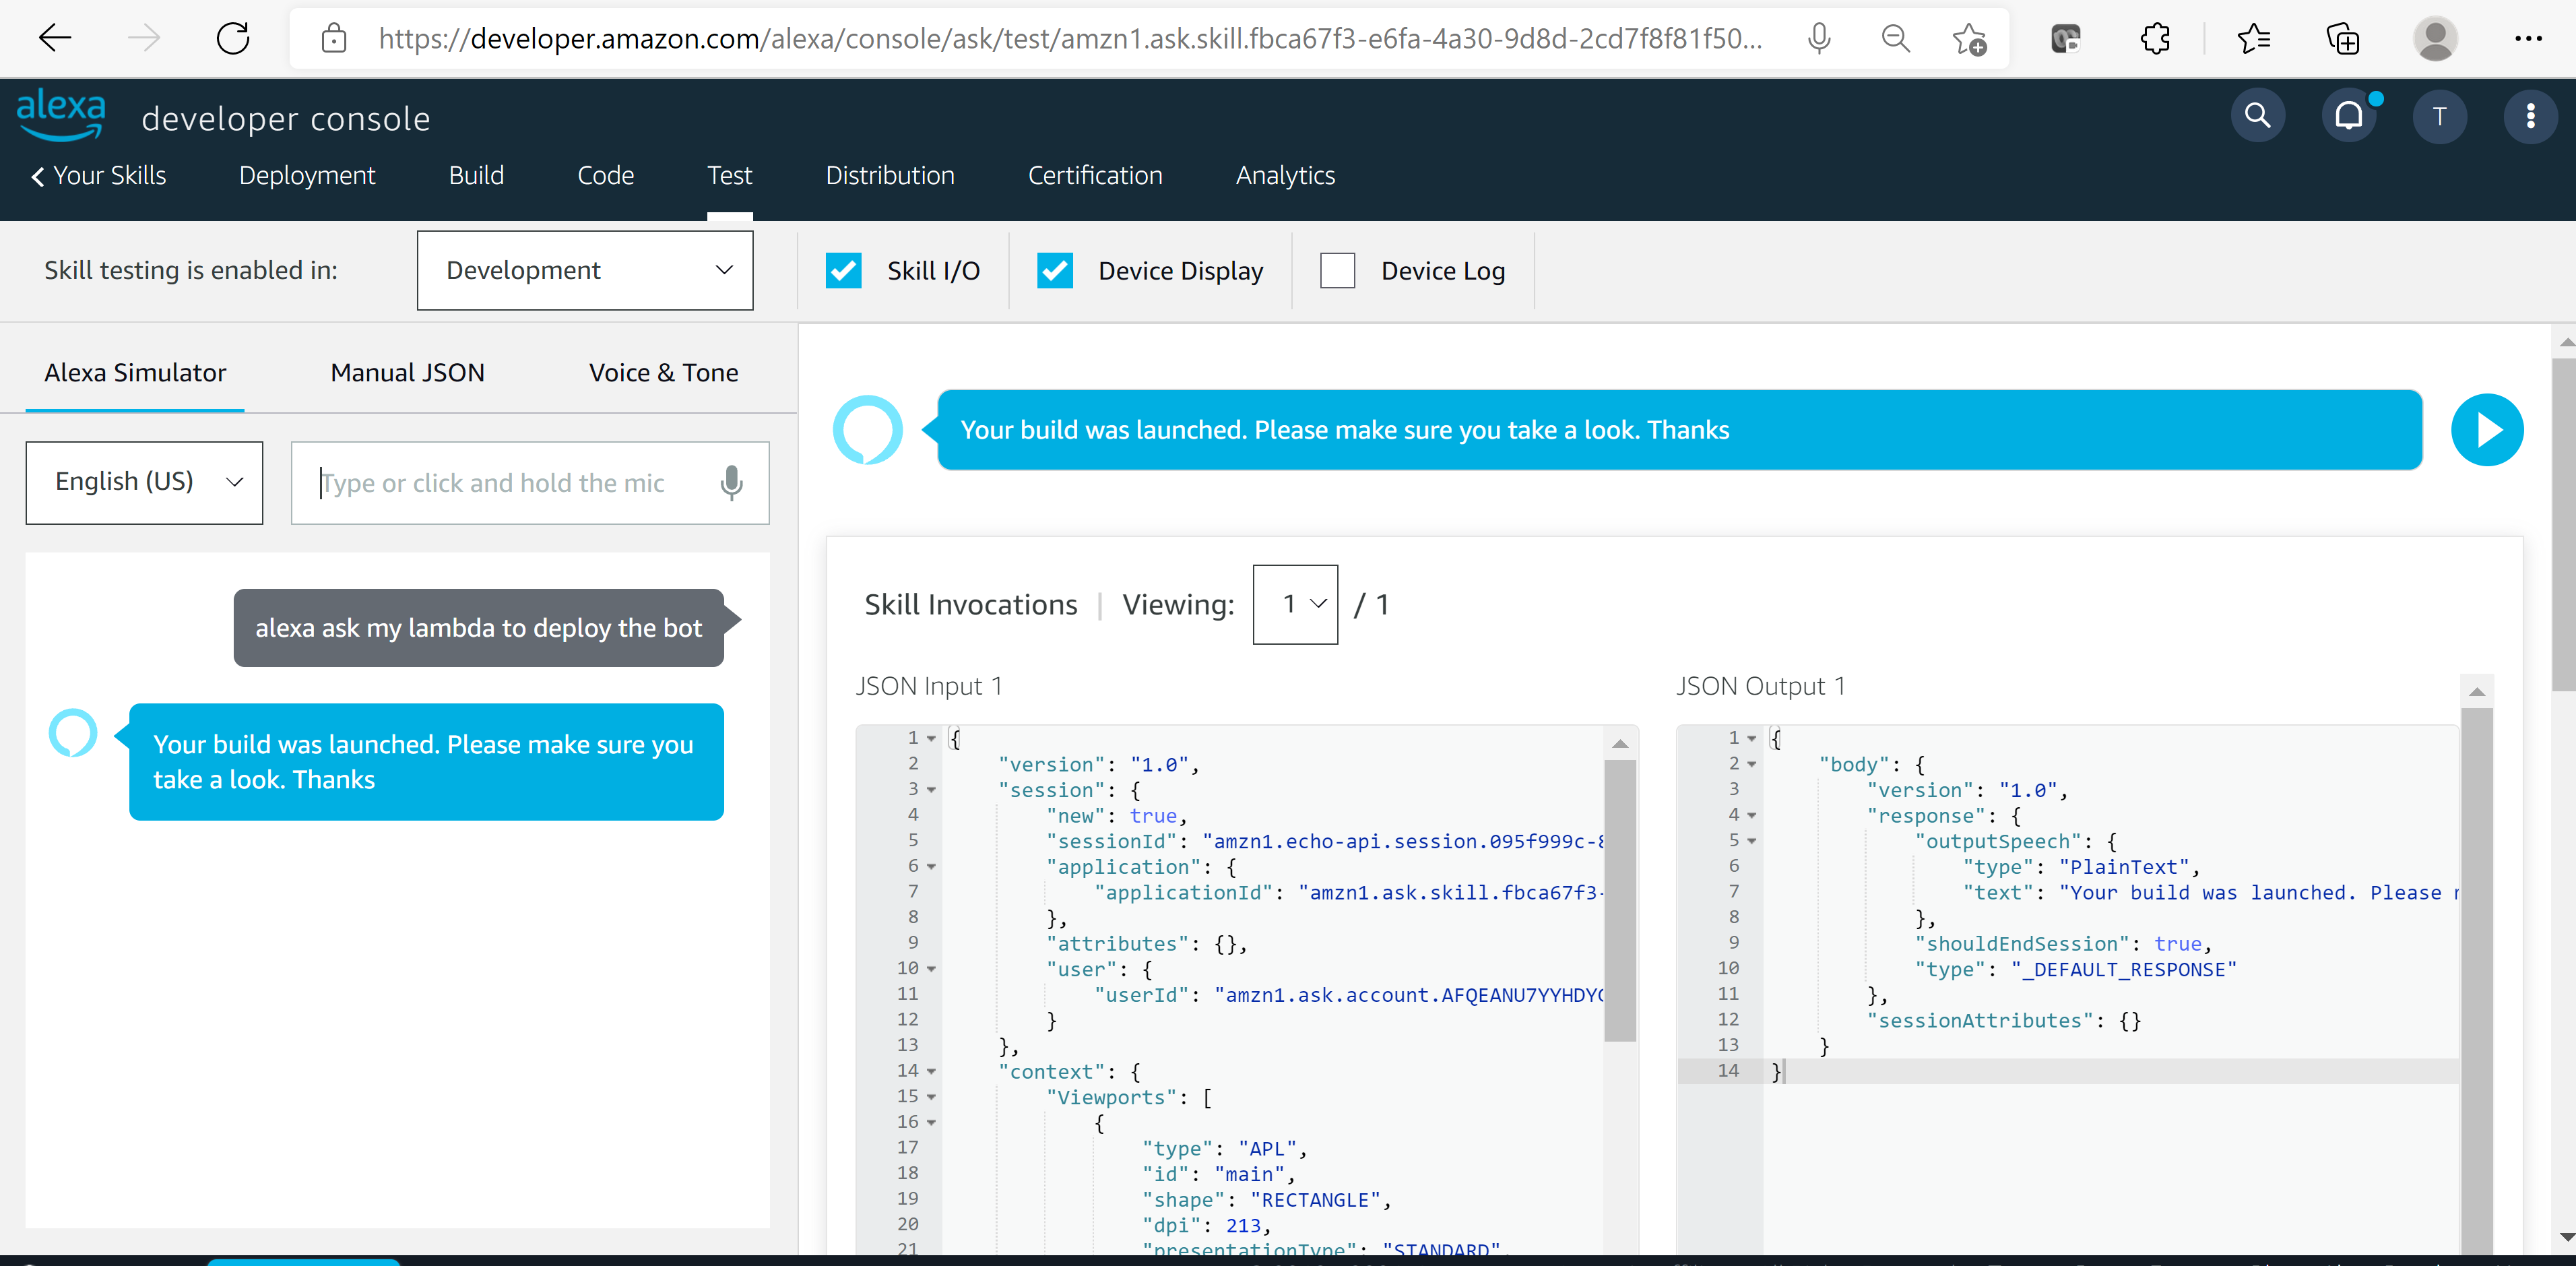 https://developer.amazon.com/alexa/console/ask/test/amzn1.ask.skill.fbca67f3-e6fa-4a30-9d8d-2cd7f8f81f50...
alexa developer console
T
Your Skills Deployment Build Code Test Distribution Certification Analytics
Skill testing is enabled in: Development Skill I/O Device Display Device Log
Alexa Simulator Manual JSON Voice & Tone
English (US) Type or click and hold the mic
alexa ask my lambda to deploy the bot
Your build was launched. Please make sure you
take a look. Thanks
Your build was launched. Please make sure you take a look. Thanks
Skill Invocations | Viewing: 1 / 1
JSON Input 1
1 {
2 "version": "1.0",
3 "session": {
4 "new": true,
5 "sessionId": "amzn1.echo-api.session.095f999c-
6 "application": {
7 "applicationId": "amzn1.ask.skill.fbca67f3-
8 },
9 "attributes": {},
10 "user": {
11 "userId": "amzn1.ask.account.AFQEANU7YYHDY
12 }
13 },
14 "context": {
15 "Viewports": [
16 {
17 "type": "APL",
18 "id": "main",
19 "shape": "RECTANGLE",
20 "dpi": 213,
21 "presentationType": "STANDARD",
JSON Output 1
1 {
2 "body": {
3 "version": "1.0",
4 "response": {
5 "outputSpeech": {
6 "type": "PlainText",
7 "text": "Your build was launched. Please
8 },
9 "shouldEndSession": true,
10 "type": "_DEFAULT_RESPONSE"
11 },
12 "sessionAttributes": {}
13 }
14 }